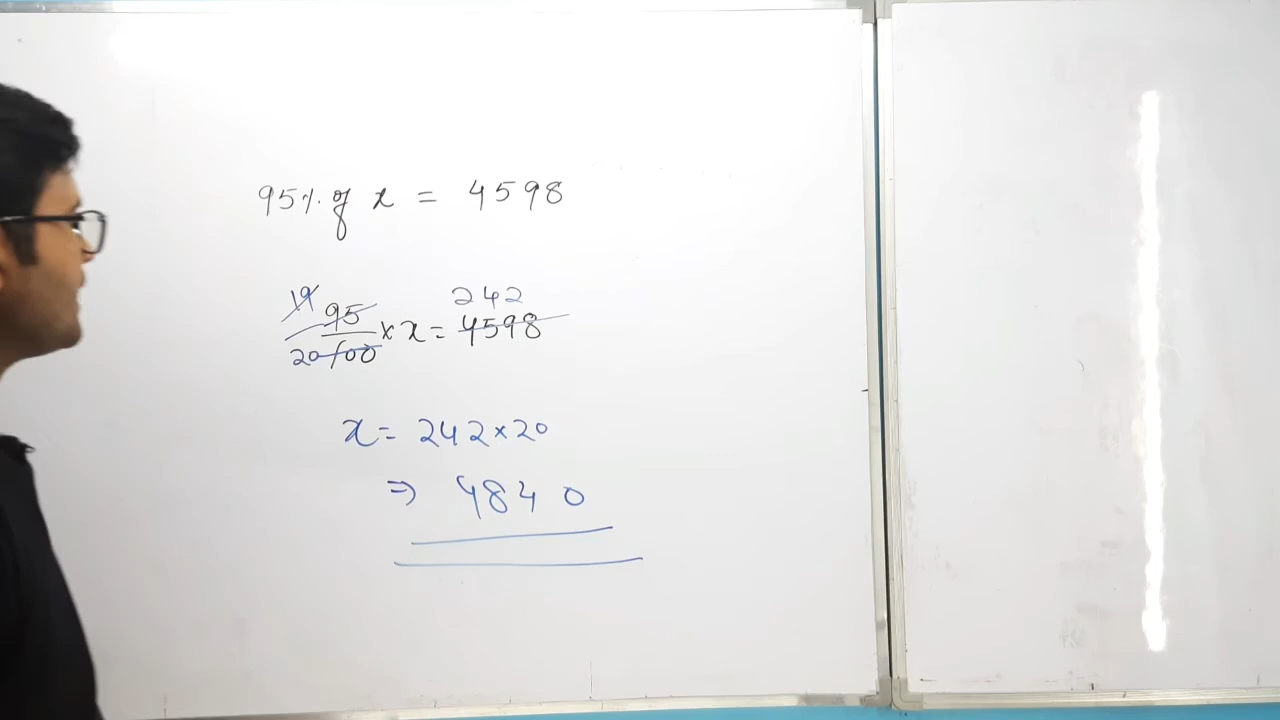 95% of x = 4598
19 242
95 × x = 4598
20 100
x = 242 × 20
⇒ 4840